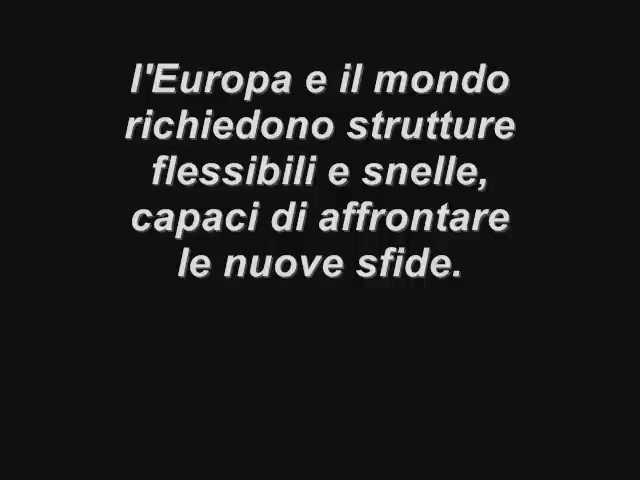 l'Europa e il mondo
richiedono strutture
flessibili e snelle,
capaci di affrontare
le nuove sfide.